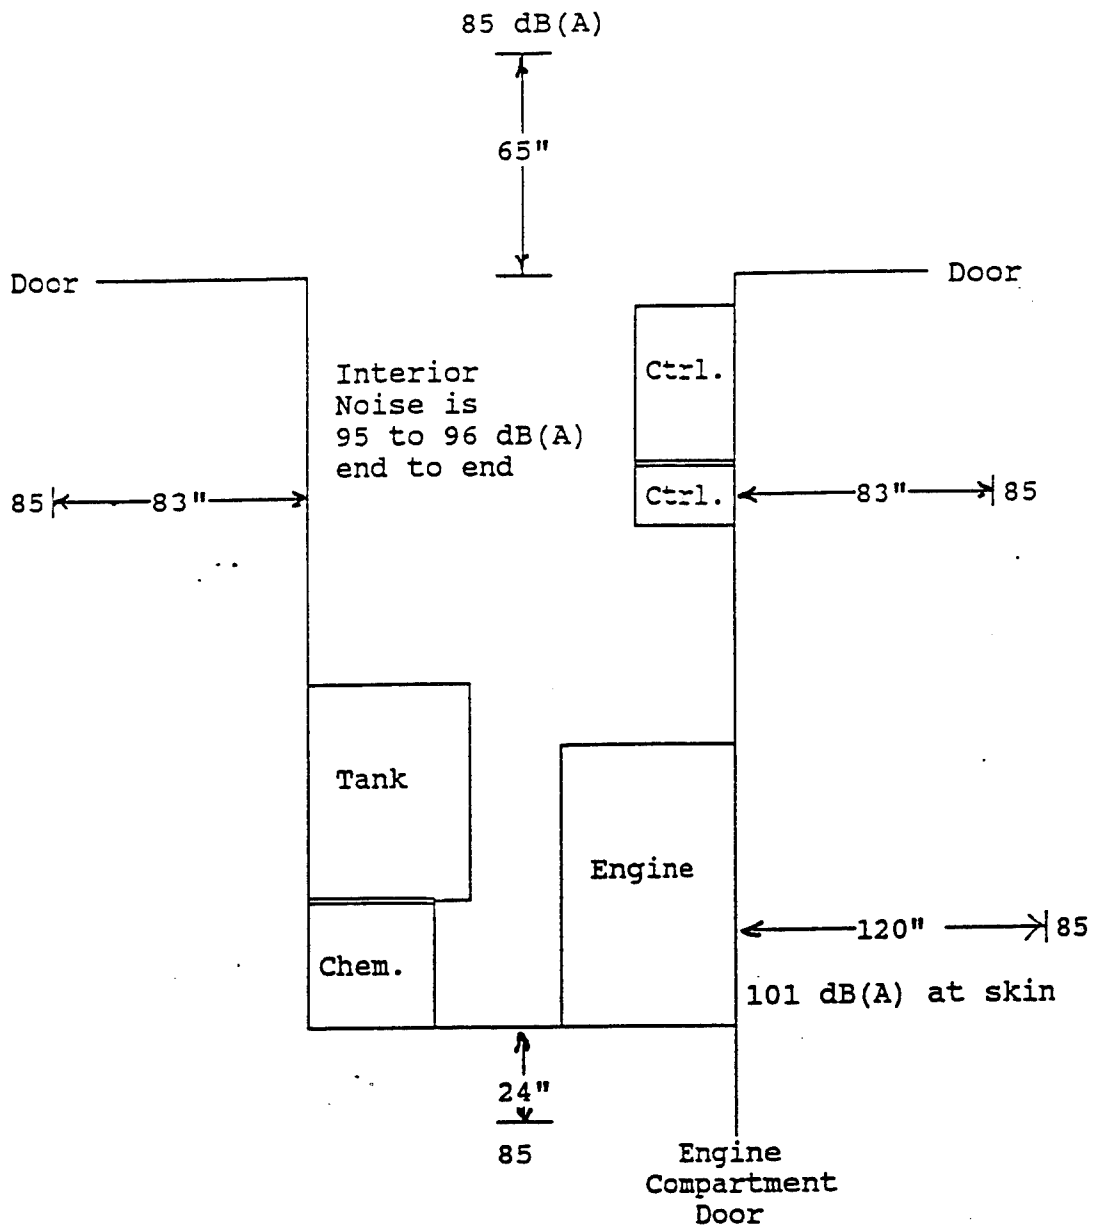 85 dB(A)
65"
Door
Door
Ctrl.
Interior
Noise is
95 to 96 dB(A)
end to end
85
83"
Ctrl.
83"
85
Tank
Engine
120"
85
Chem.
101 dB(A) at skin
24"
85
Engine
Compartment
Door